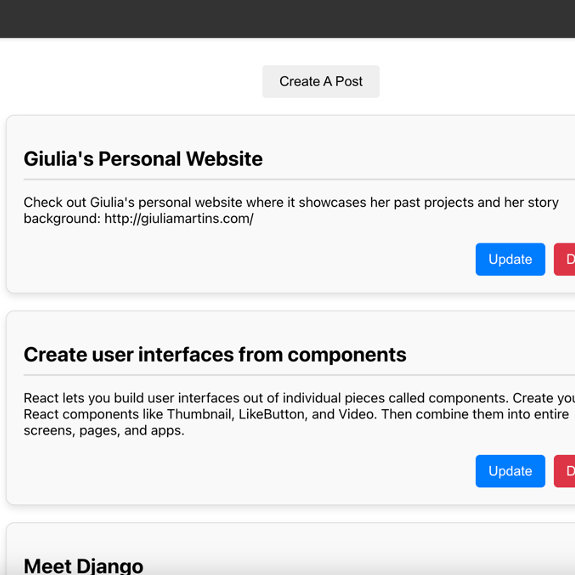 Create A Post
Giulia's Personal Website
Check out Giulia's personal website where it showcases her past projects and her story
background: http://giuliamartins.com/
Update
Create user interfaces from components
React lets you build user interfaces out of individual pieces called components. Create
React components like Thumbnail, LikeButton, and Video. Then combine them into entire
screens, pages, and apps.
Update
Meet Django